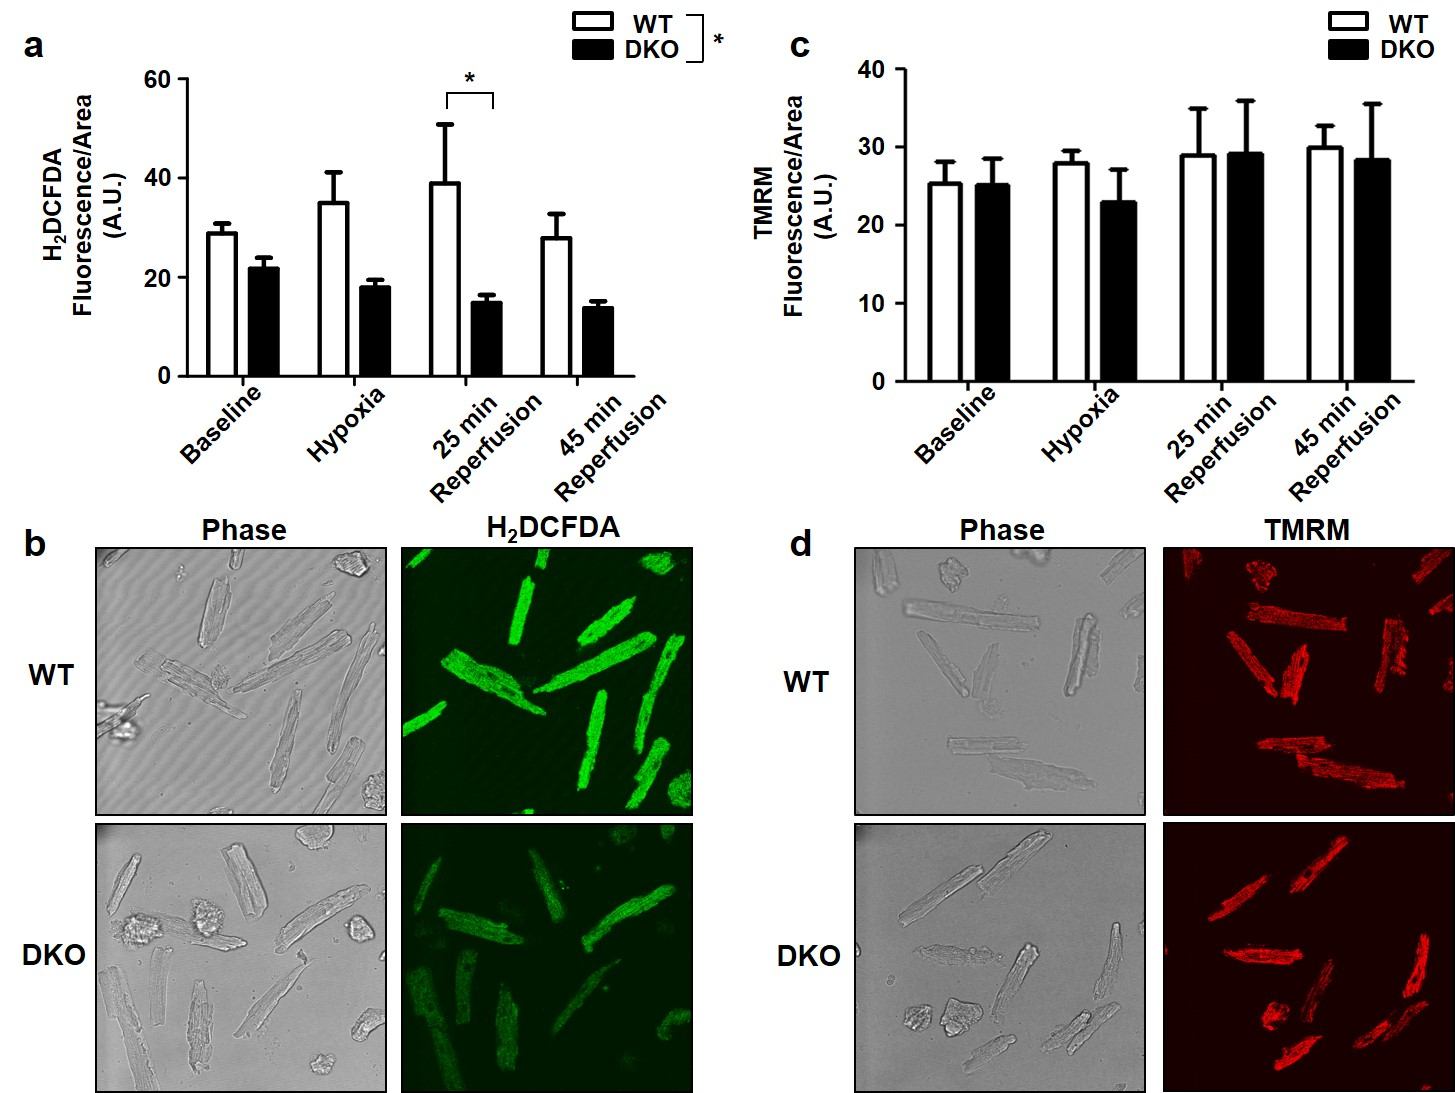 a
WT
DKO
*
*
H₂DCFDA
Fluorescence/Area
(A.U.)
60
40
20
0
Baseline
Hypoxia
25 min
Reperfusion
45 min
Reperfusion
c
WT
DKO
TMRM
Fluorescence/Area
(A.U.)
40
30
20
10
0
Baseline
Hypoxia
25 min
Reperfusion
45 min
Reperfusion
b
Phase
H₂DCFDA
WT
DKO
d
Phase
TMRM
WT
DKO